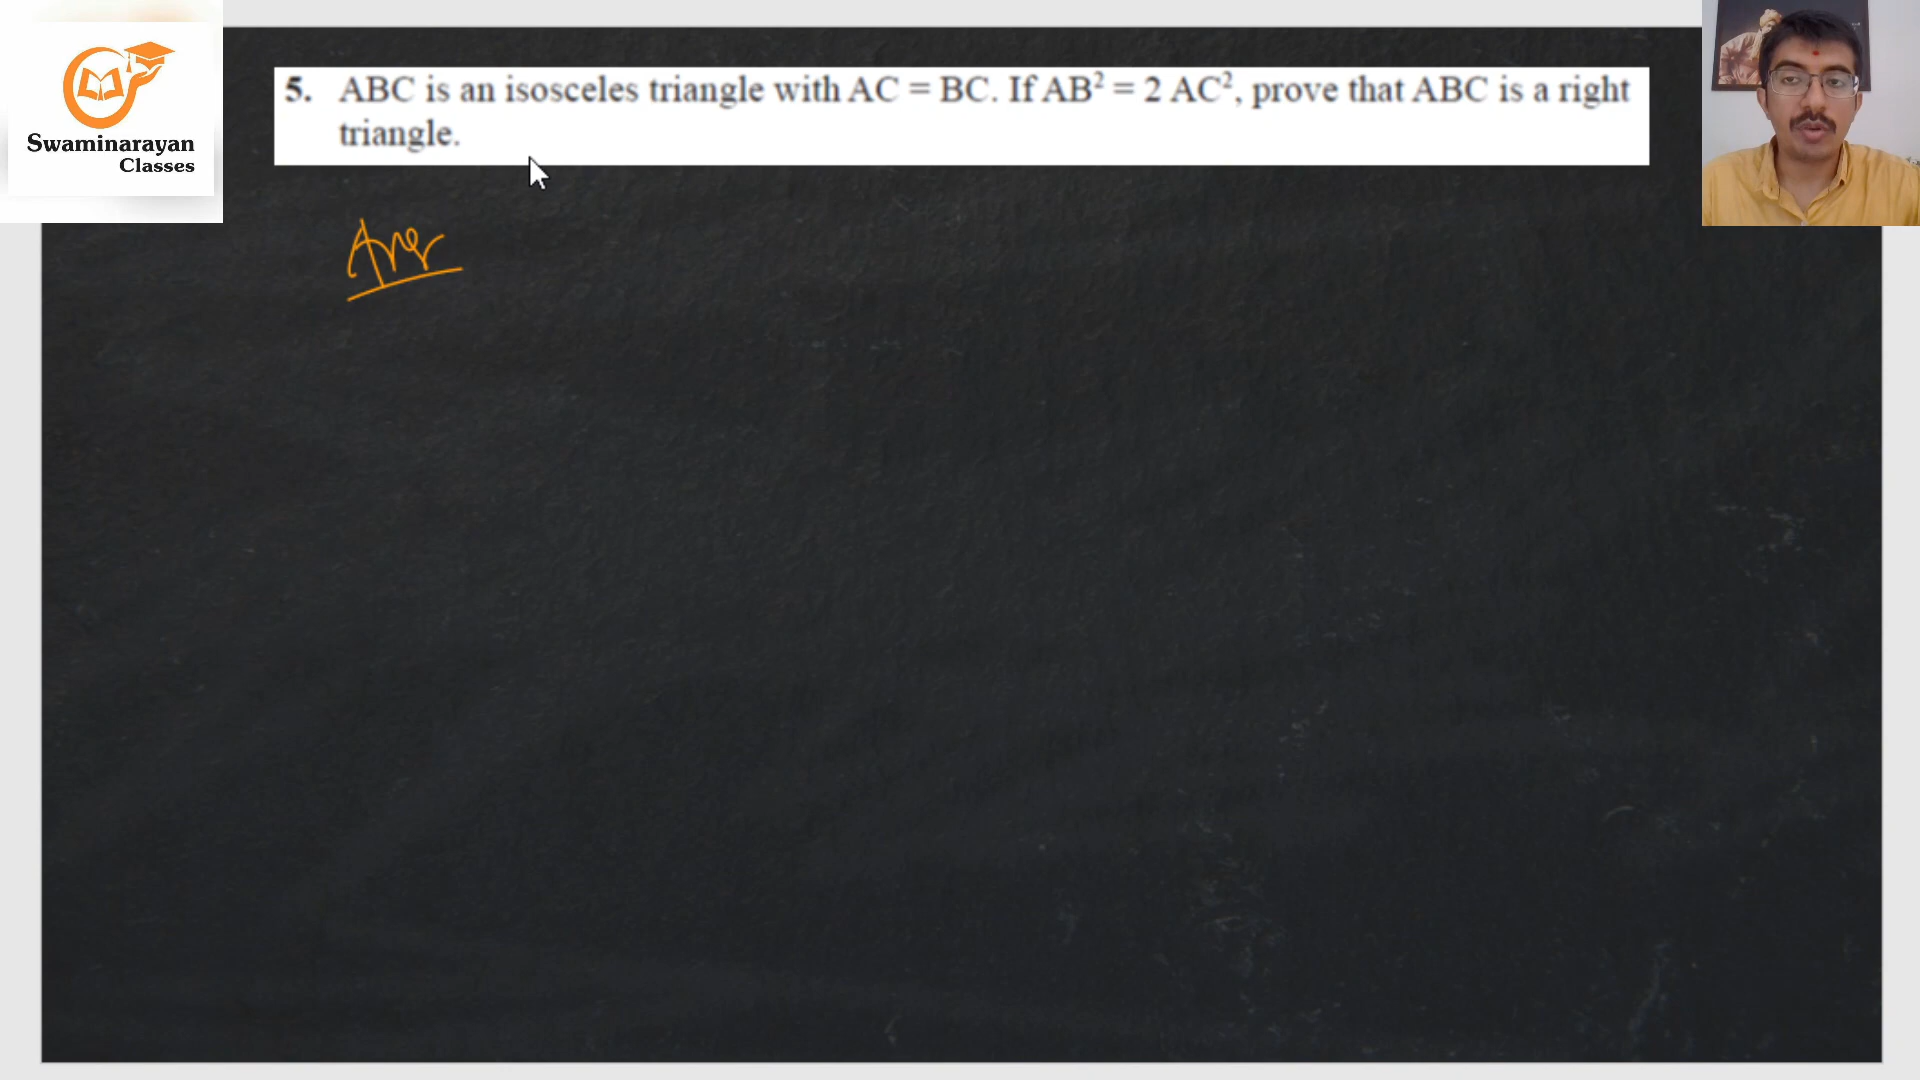 Swaminarayan
Classes
5. ABC is an isosceles triangle with AC = BC. If AB² = 2 AC², prove that ABC is a right
triangle.
Ans